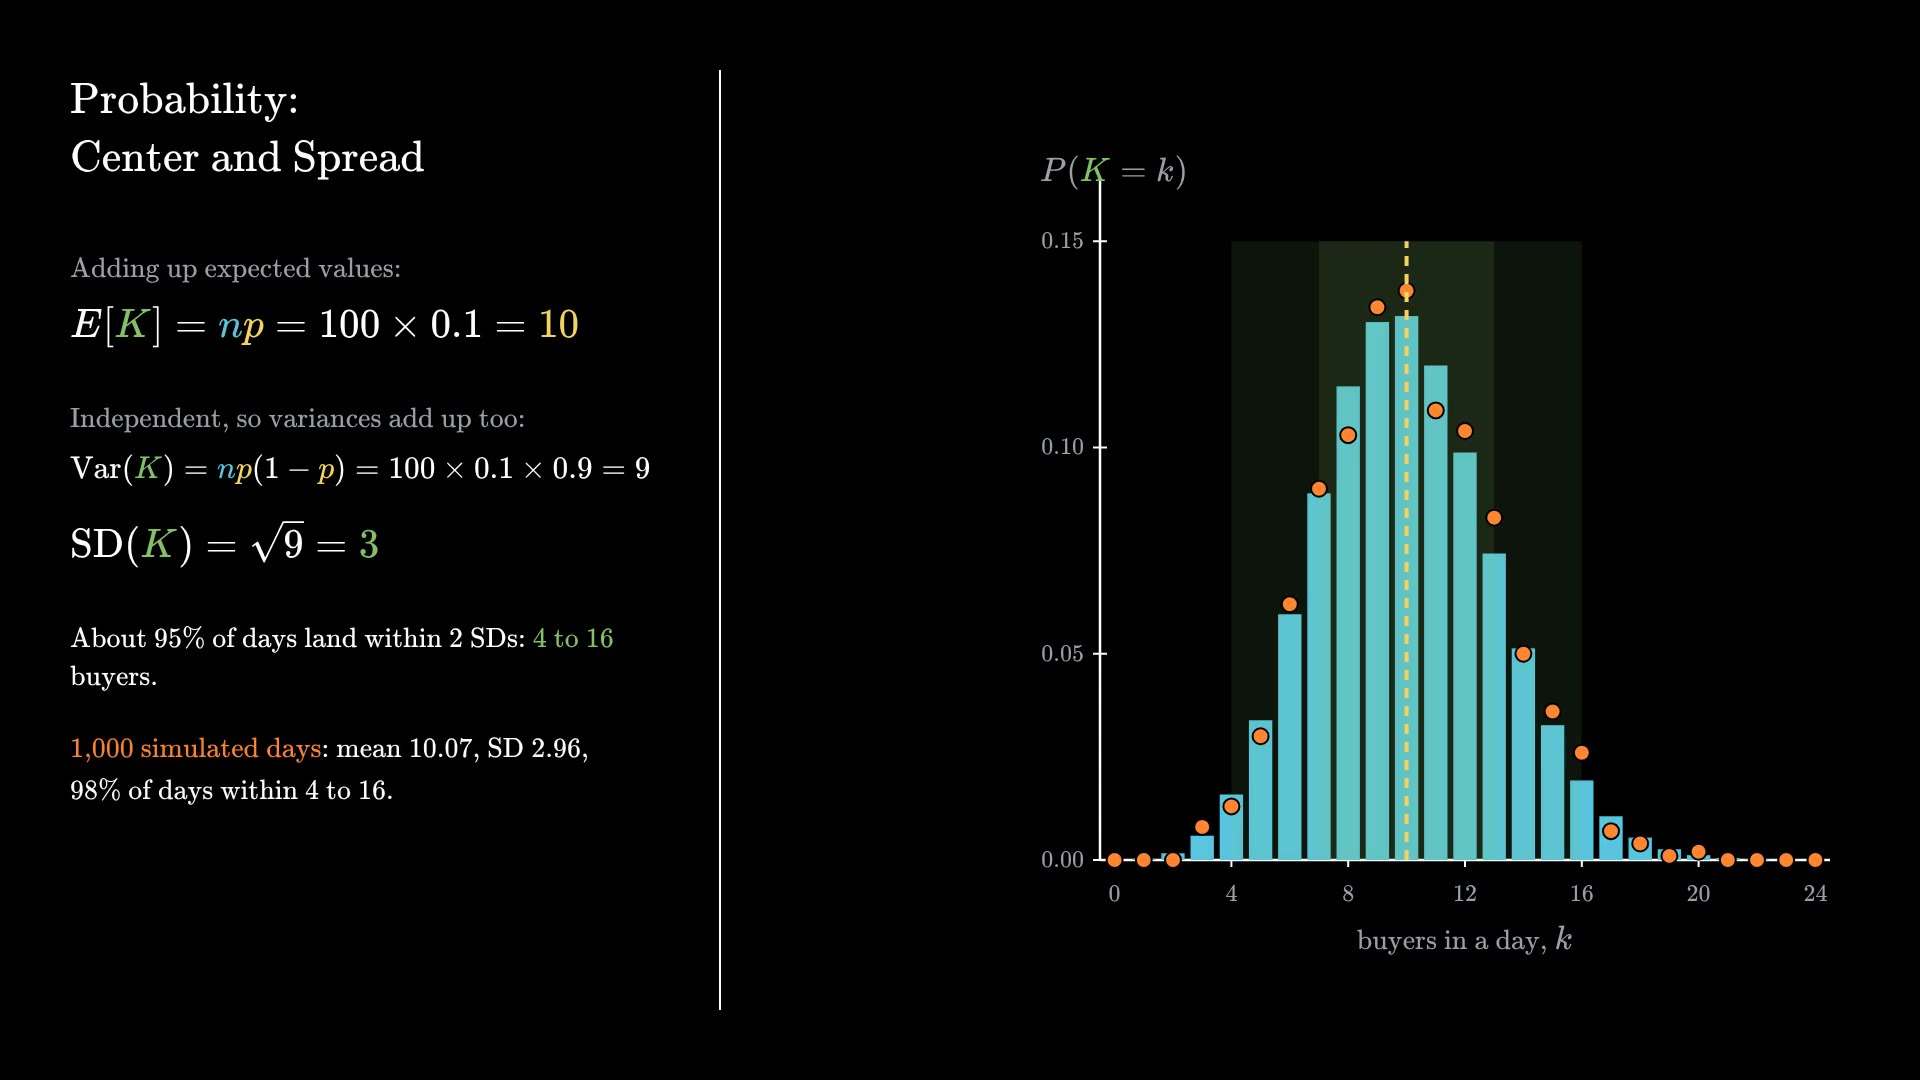 Probability:
Center and Spread
Adding up expected values:
E[K] = np = 100 × 0.1 = 10
Independent, so variances add up too:
Var(K) = np(1 − p) = 100 × 0.1 × 0.9 = 9
SD(K) = √9 = 3
About 95% of days land within 2 SDs: 4 to 16
buyers.
1,000 simulated days: mean 10.07, SD 2.96,
98% of days within 4 to 16.
P(K = k)
0.15
0.10
0.05
0.00
0 4 8 12 16 20 24
buyers in a day, k